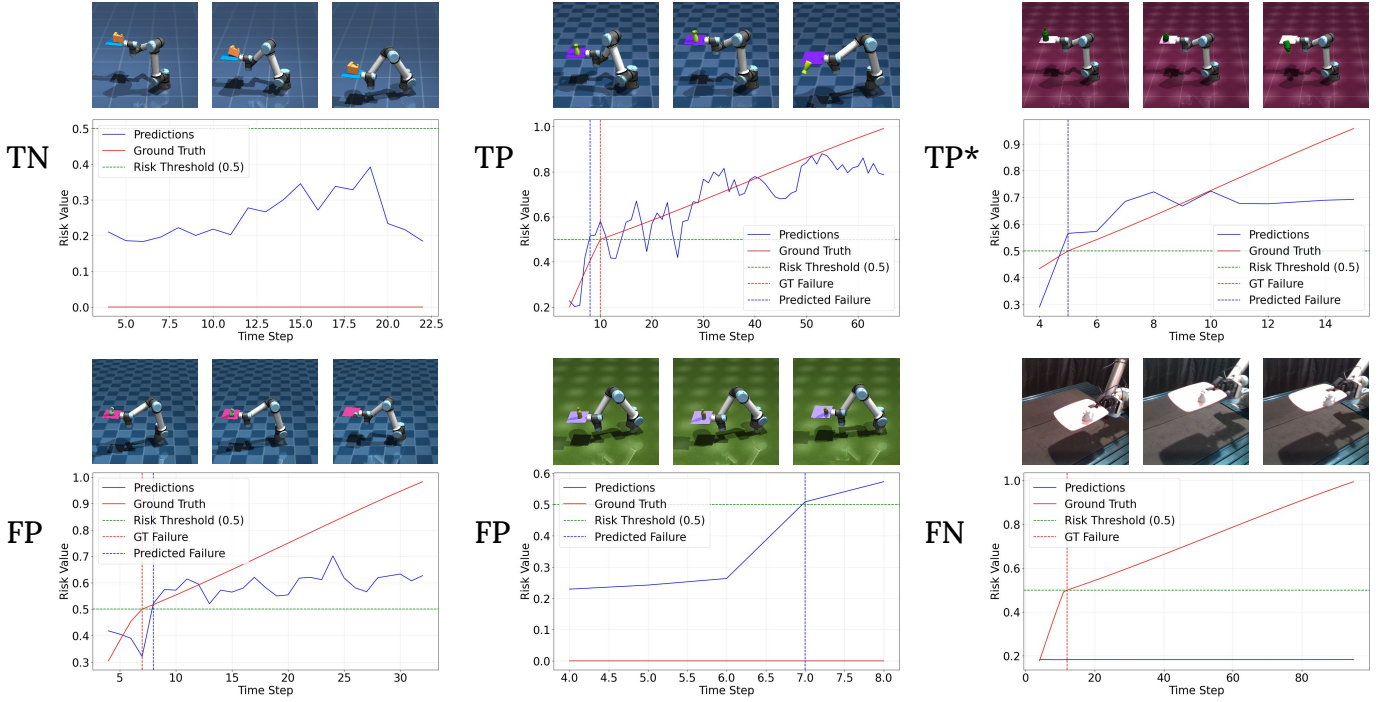 TN
0.5
0.4
0.3
0.2
0.1
0.0
Risk Value
Predictions
Ground Truth
Risk Threshold (0.5)
5.0 7.5 10.0 12.5 15.0 17.5 20.0 22.5
Time Step
TP
1.0
0.8
0.6
0.4
0.2
Risk Value
Predictions
Ground Truth
Risk Threshold (0.5)
GT Failure
Predicted Failure
10 20 30 40 50 60
Time Step
TP*
0.9
0.8
0.7
0.6
0.5
0.4
0.3
Risk Value
Predictions
Ground Truth
Risk Threshold (0.5)
GT Failure
Predicted Failure
4 6 8 10 12 14
Time Step
FP
1.0
0.9
0.8
0.7
0.6
0.5
0.4
0.3
Risk Value
Predictions
Ground Truth
Risk Threshold (0.5)
GT Failure
Predicted Failure
5 10 15 20 25 30
Time Step
FP
0.6
0.5
0.4
0.3
0.2
0.1
0.0
Risk Value
Predictions
Ground Truth
Risk Threshold (0.5)
Predicted Failure
4.0 4.5 5.0 5.5 6.0 6.5 7.0 7.5 8.0
Time Step
FN
1.0
0.8
0.6
0.4
0.2
Risk Value
Predictions
Ground Truth
Risk Threshold (0.5)
GT Failure
0 20 40 60 80
Time Step